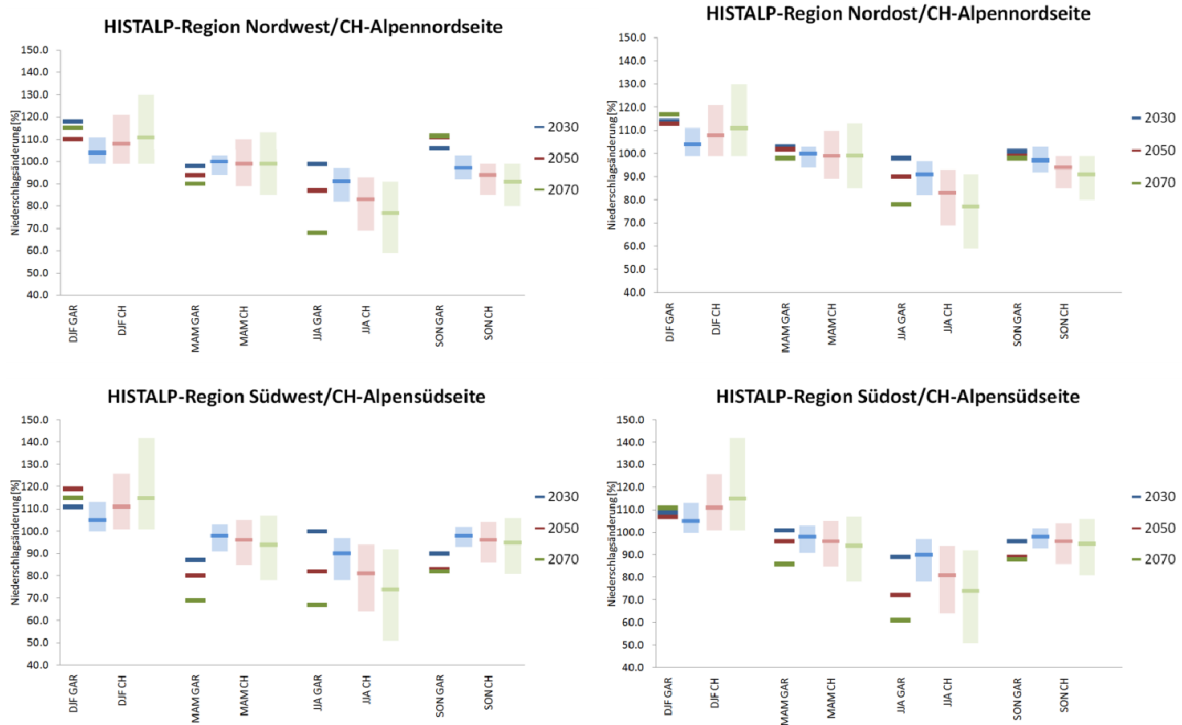 HISTALP-Region Nordwest/CH-Alpennordseite
Niederschlagsänderung [%]
150.0
140.0
130.0
120.0
110.0
100.0
90.0
80.0
70.0
60.0
50.0
40.0
DJF GAR
DJF CH
MAM GAR
MAM CH
JJA GAR
JJA CH
SON GAR
SON CH
2030
2050
2070
HISTALP-Region Nordost/CH-Alpennordseite
Niederschlagsänderung [%]
150.0
140.0
130.0
120.0
110.0
100.0
90.0
80.0
70.0
60.0
50.0
40.0
DJF GAR
DJF CH
MAM GAR
MAM CH
JJA GAR
JJA CH
SON GAR
SON CH
2030
2050
2070
HISTALP-Region Südwest/CH-Alpensüdseite
Niederschlagsänderung [%]
150.0
140.0
130.0
120.0
110.0
100.0
90.0
80.0
70.0
60.0
50.0
40.0
DJF GAR
DJF CH
MAM GAR
MAM CH
JJA GAR
JJA CH
SON GAR
SON CH
2030
2050
2070
HISTALP-Region Südost/CH-Alpensüdseite
Niederschlagsänderung [%]
150.0
140.0
130.0
120.0
110.0
100.0
90.0
80.0
70.0
60.0
50.0
40.0
DJF GAR
DJF CH
MAM GAR
MAM CH
JJA GAR
JJA CH
SON GAR
SON CH
2030
2050
2070